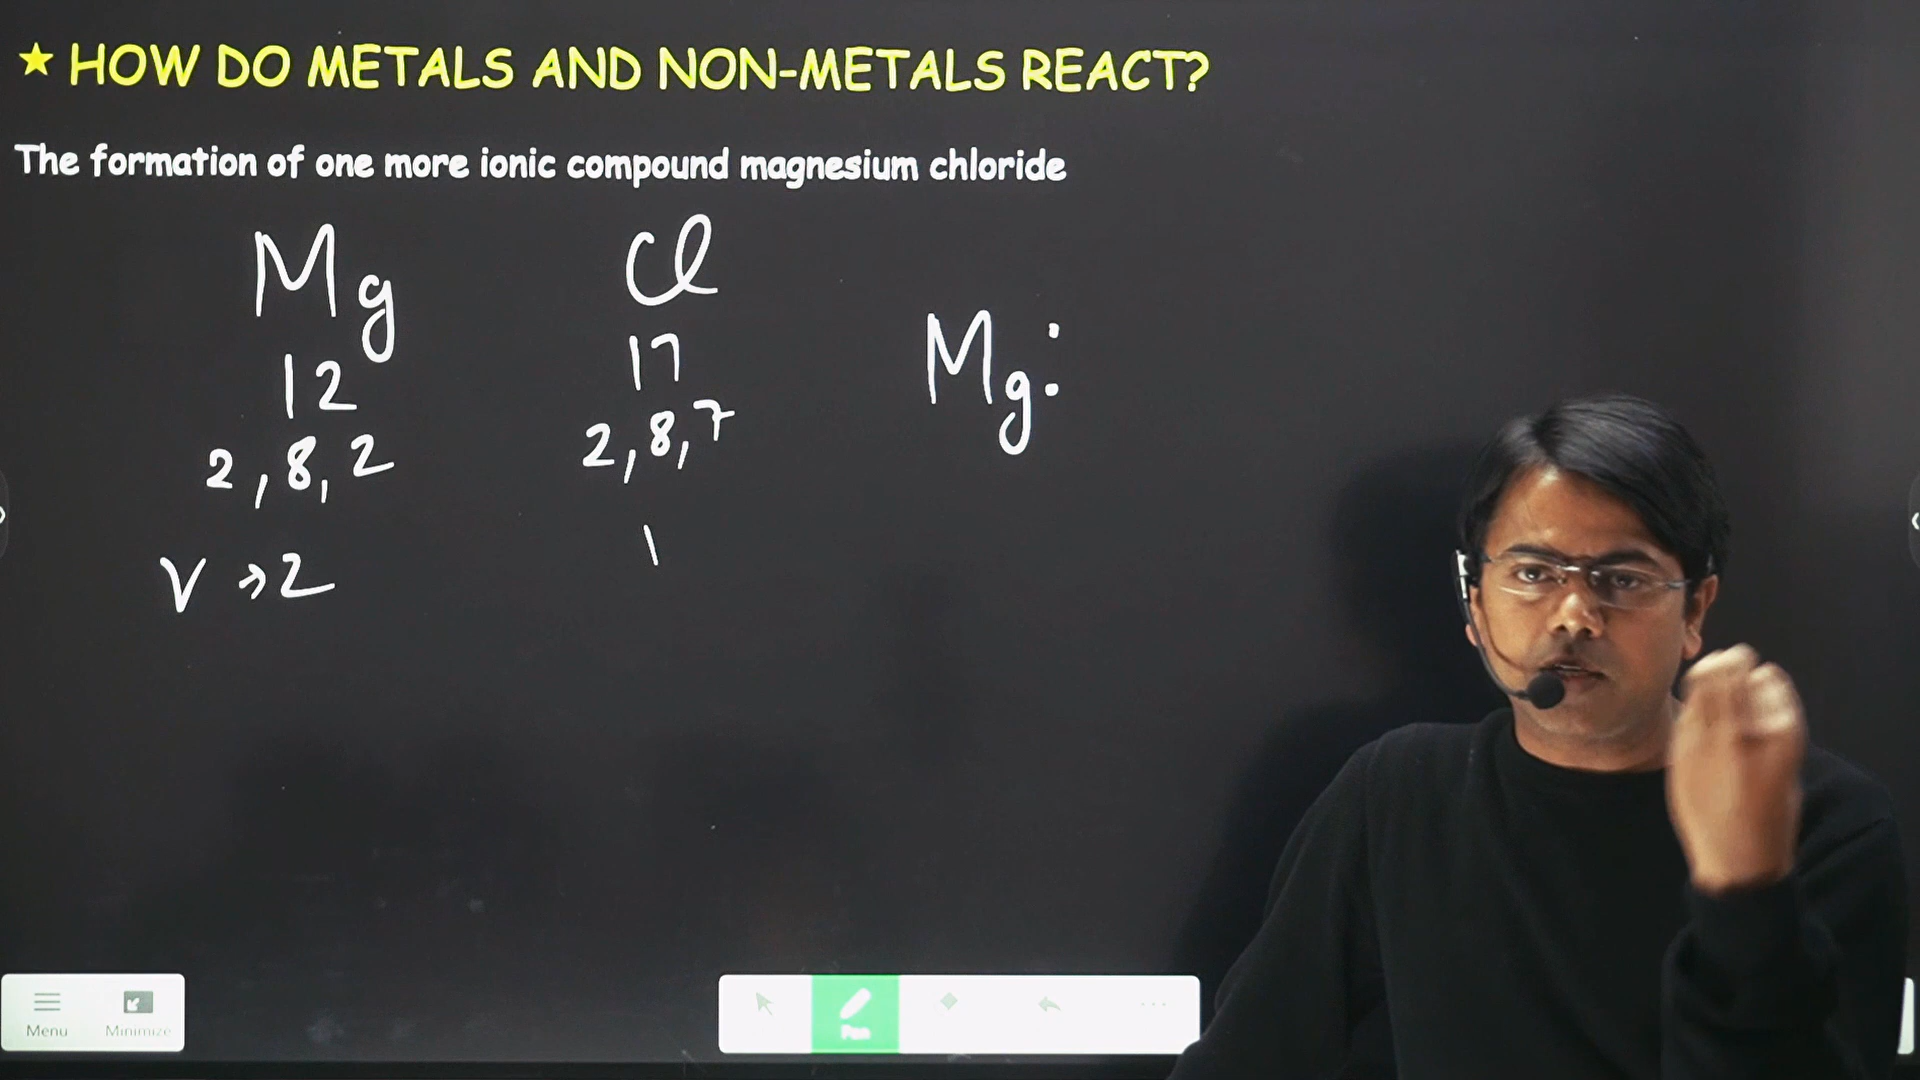 ★ HOW DO METALS AND NON-METALS REACT?
The formation of one more ionic compound magnesium chloride
Mg
12
2,8,2
V → 2
Cl
17
2,8,7
1
Mg:
Menu
Minimize
Pen